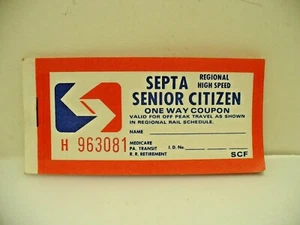 SEPTA REGIONAL HIGH SPEED
SENIOR CITIZEN
ONE WAY COUPON
VALID FOR OFF PEAK TRAVEL AS SHOWN
IN REGIONAL RAIL SCHEDULE.
NAME
H 963081
MEDICARE
PA. TRANSIT I.D. No.
R. R. RETIREMENT
SCF